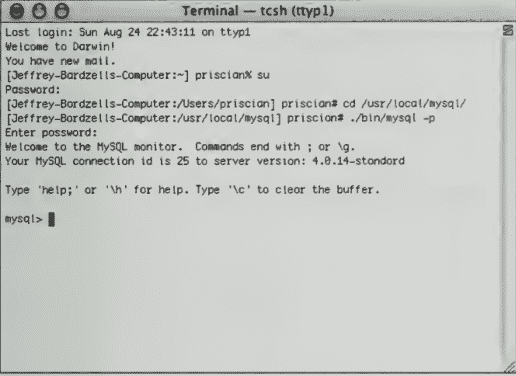 Terminal — tcsh (ttyp1)
Last login: Sun Aug 24 22:43:11 on ttyp1
Welcome to Darwin!
You have new mail.
[Jeffrey-Bardzells-Computer:~] priscian% su
Password:
[Jeffrey-Bardzells-Computer:/Users/priscian] priscian# cd /usr/local/mysql/
[Jeffrey-Bardzells-Computer:/usr/local/mysql] priscian# ./bin/mysql -p
Enter password:
Welcome to the MySQL monitor.  Commands end with ; or \g.
Your MySQL connection id is 25 to server version: 4.0.14-standard
Type 'help;' or '\h' for help. Type '\c' to clear the buffer.
mysql>